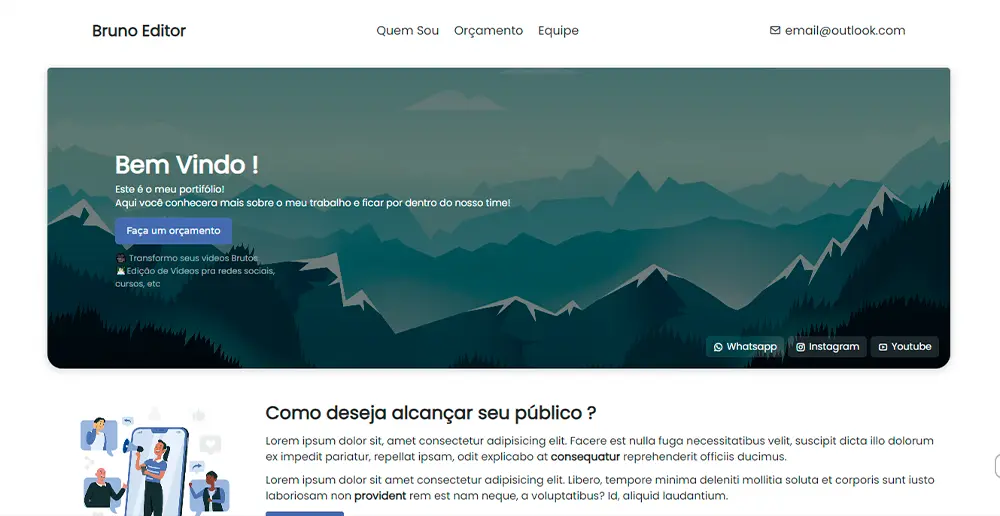 Bruno Editor
Quem Sou
Orçamento
Equipe
email@outlook.com
Bem Vindo !
Este é o meu portifólio!
Aqui você conhecera mais sobre o meu trabalho e ficar por dentro do nosso time!
Faça um orçamento
Transformo seus videos Brutos
Edição de Videos pra redes sociais,
cursos, etc
Whatsapp
Instagram
Youtube
Como deseja alcançar seu público ?
Lorem ipsum dolor sit, amet consectetur adipisicing elit. Facere est nulla fuga necessitatibus velit, suscipit dicta illo dolorum
ex impedit pariatur, repellat ipsam, odit explicabo at consequatur reprehenderit officiis ducimus.
Lorem ipsum dolor sit amet consectetur adipisicing elit. Libero, tempore minima deleniti mollitia soluta et corporis sunt iusto
laboriosam non provident rem est nam neque, a voluptatibus? Id, aliquid laudantium.